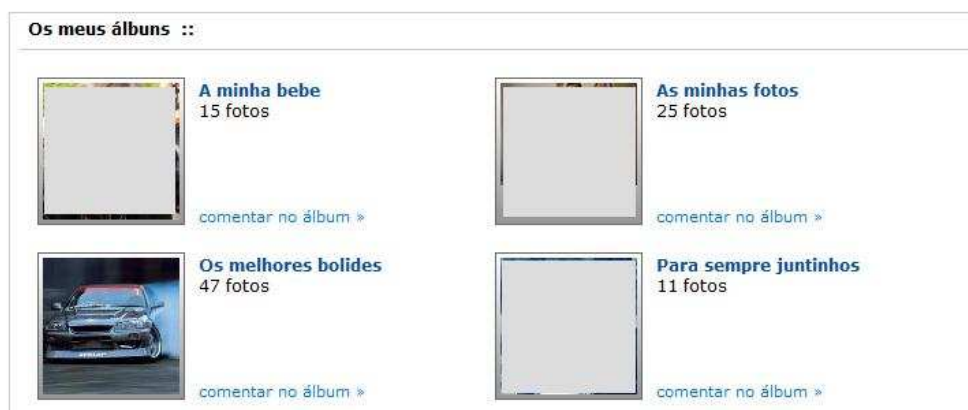 Os meus álbuns ::
A minha bebe
15 fotos
comentar no álbum »
As minhas fotos
25 fotos
comentar no álbum »
Os melhores bolides
47 fotos
comentar no álbum »
Para sempre juntinhos
11 fotos
comentar no álbum »